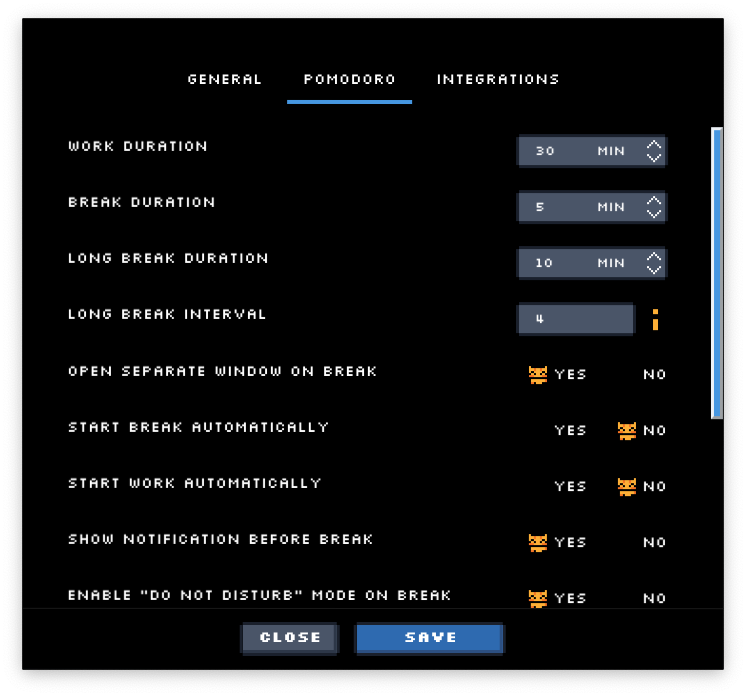 GENERAL POMODORO INTEGRATIONS
WORK DURATION 30 MIN
BREAK DURATION 5 MIN
LONG BREAK DURATION 10 MIN
LONG BREAK INTERVAL 4
OPEN SEPARATE WINDOW ON BREAK YES NO
START BREAK AUTOMATICALLY YES NO
START WORK AUTOMATICALLY YES NO
SHOW NOTIFICATION BEFORE BREAK YES NO
ENABLE "DO NOT DISTURB" MODE ON BREAK YES NO
CLOSE SAVE